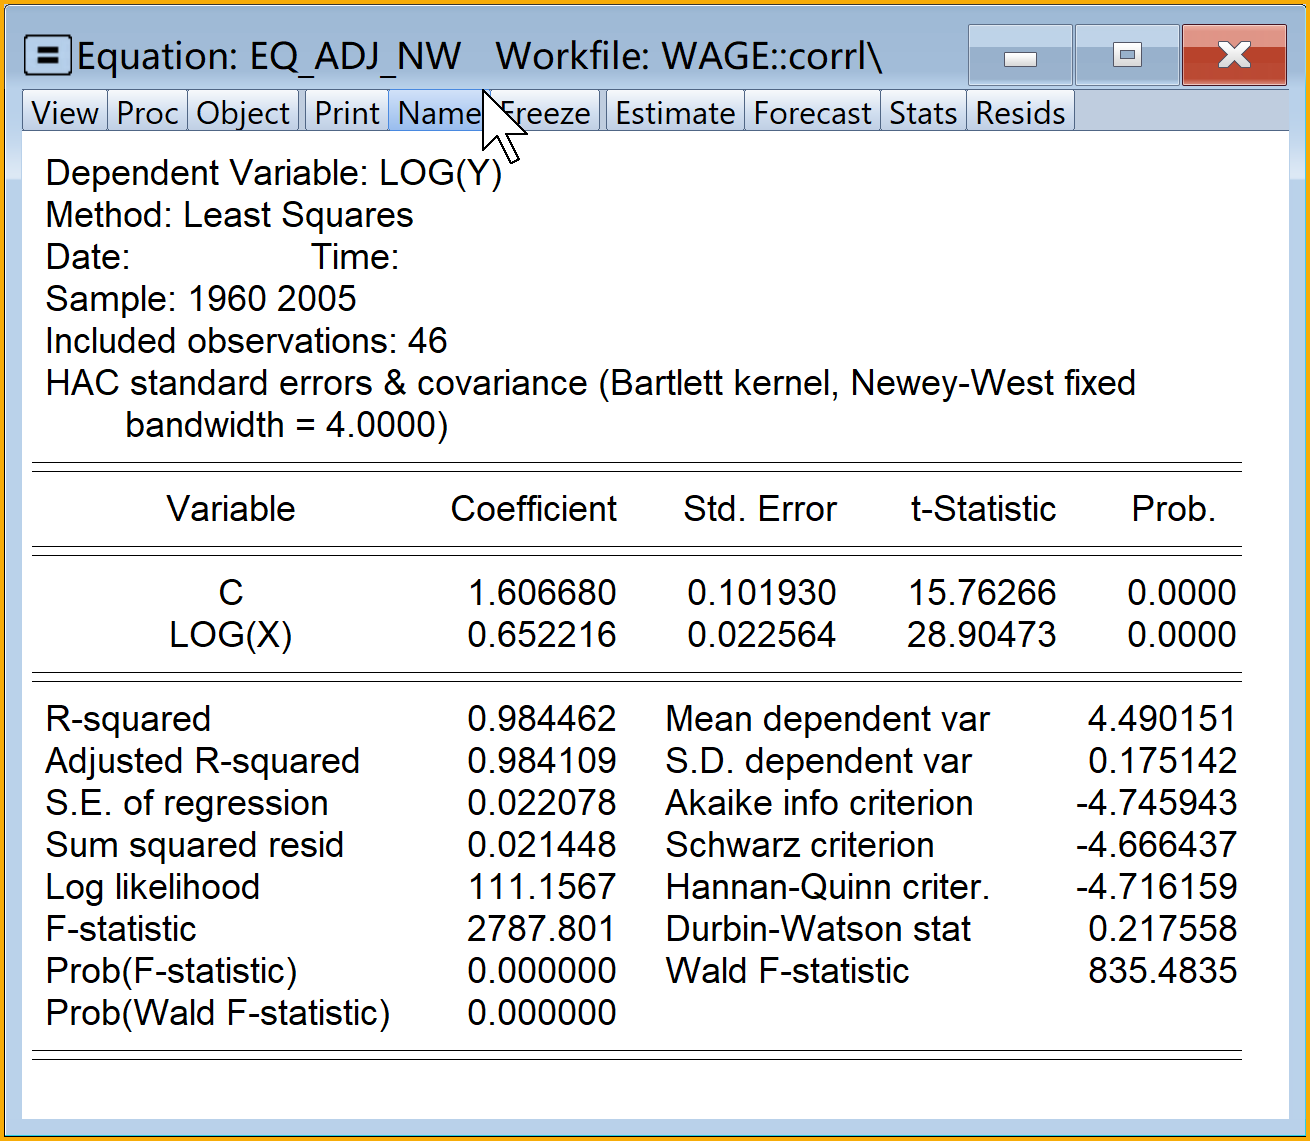 Equation: EQ_ADJ_NW Workfile: WAGE::corrl\
View Proc Object Print Name Freeze Estimate Forecast Stats Resids
Dependent Variable: LOG(Y)
Method: Least Squares
Date: Time:
Sample: 1960 2005
Included observations: 46
HAC standard errors & covariance (Bartlett kernel, Newey-West fixed
bandwidth = 4.0000)
Variable Coefficient Std. Error t-Statistic Prob.
C 1.606680 0.101930 15.76266 0.0000
LOG(X) 0.652216 0.022564 28.90473 0.0000
R-squared 0.984462 Mean dependent var 4.490151
Adjusted R-squared 0.984109 S.D. dependent var 0.175142
S.E. of regression 0.022078 Akaike info criterion -4.745943
Sum squared resid 0.021448 Schwarz criterion -4.666437
Log likelihood 111.1567 Hannan-Quinn criter. -4.716159
F-statistic 2787.801 Durbin-Watson stat 0.217558
Prob(F-statistic) 0.000000 Wald F-statistic 835.4835
Prob(Wald F-statistic) 0.000000